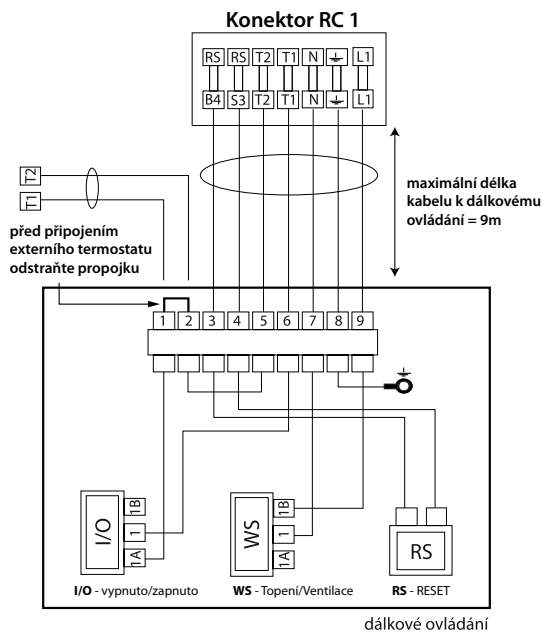 Konektor RC 1
RS RS T2 T1 N L1
B4 S3 T2 T1 N L1
T2
T1
maximální délka
kabelu k dálkovému
ovládání = 9m
před připojením
externího termostatu
odstraňte propojku
1 2 3 4 5 6 7 8 9
I/O
1B
1
1A
WS
1B
1
1A
RS
I/O - vypnuto/zapnuto
WS - Topení/Ventilace
RS - RESET
dálkové ovládání